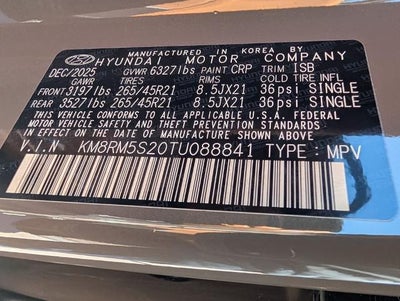 MANUFACTURED IN KOREA BY
HYUNDAI MOTOR COMPANY
DEC/2025 GVWR 6327lbs PAINT CRP TRIM ISB
GAWR TIRES RIMS COLD TIRE INFL
FRONT 3197lbs 265/45R21 8.5JX21 36psi SINGLE
REAR 3527lbs 265/45R21 8.5JX21 36psi SINGLE
THIS VEHICLE CONFORMS TO ALL APPLICABLE U.S.A FEDERAL
MOTOR VEHICLE SAFETY AND THEFT PREVENTION STANDARDS
IN EFFECT ON THE DATE OF MANUFACTURE SHOWN ABOVE.
V.I.N KM8RM5S20TU088841 TYPE : MPV